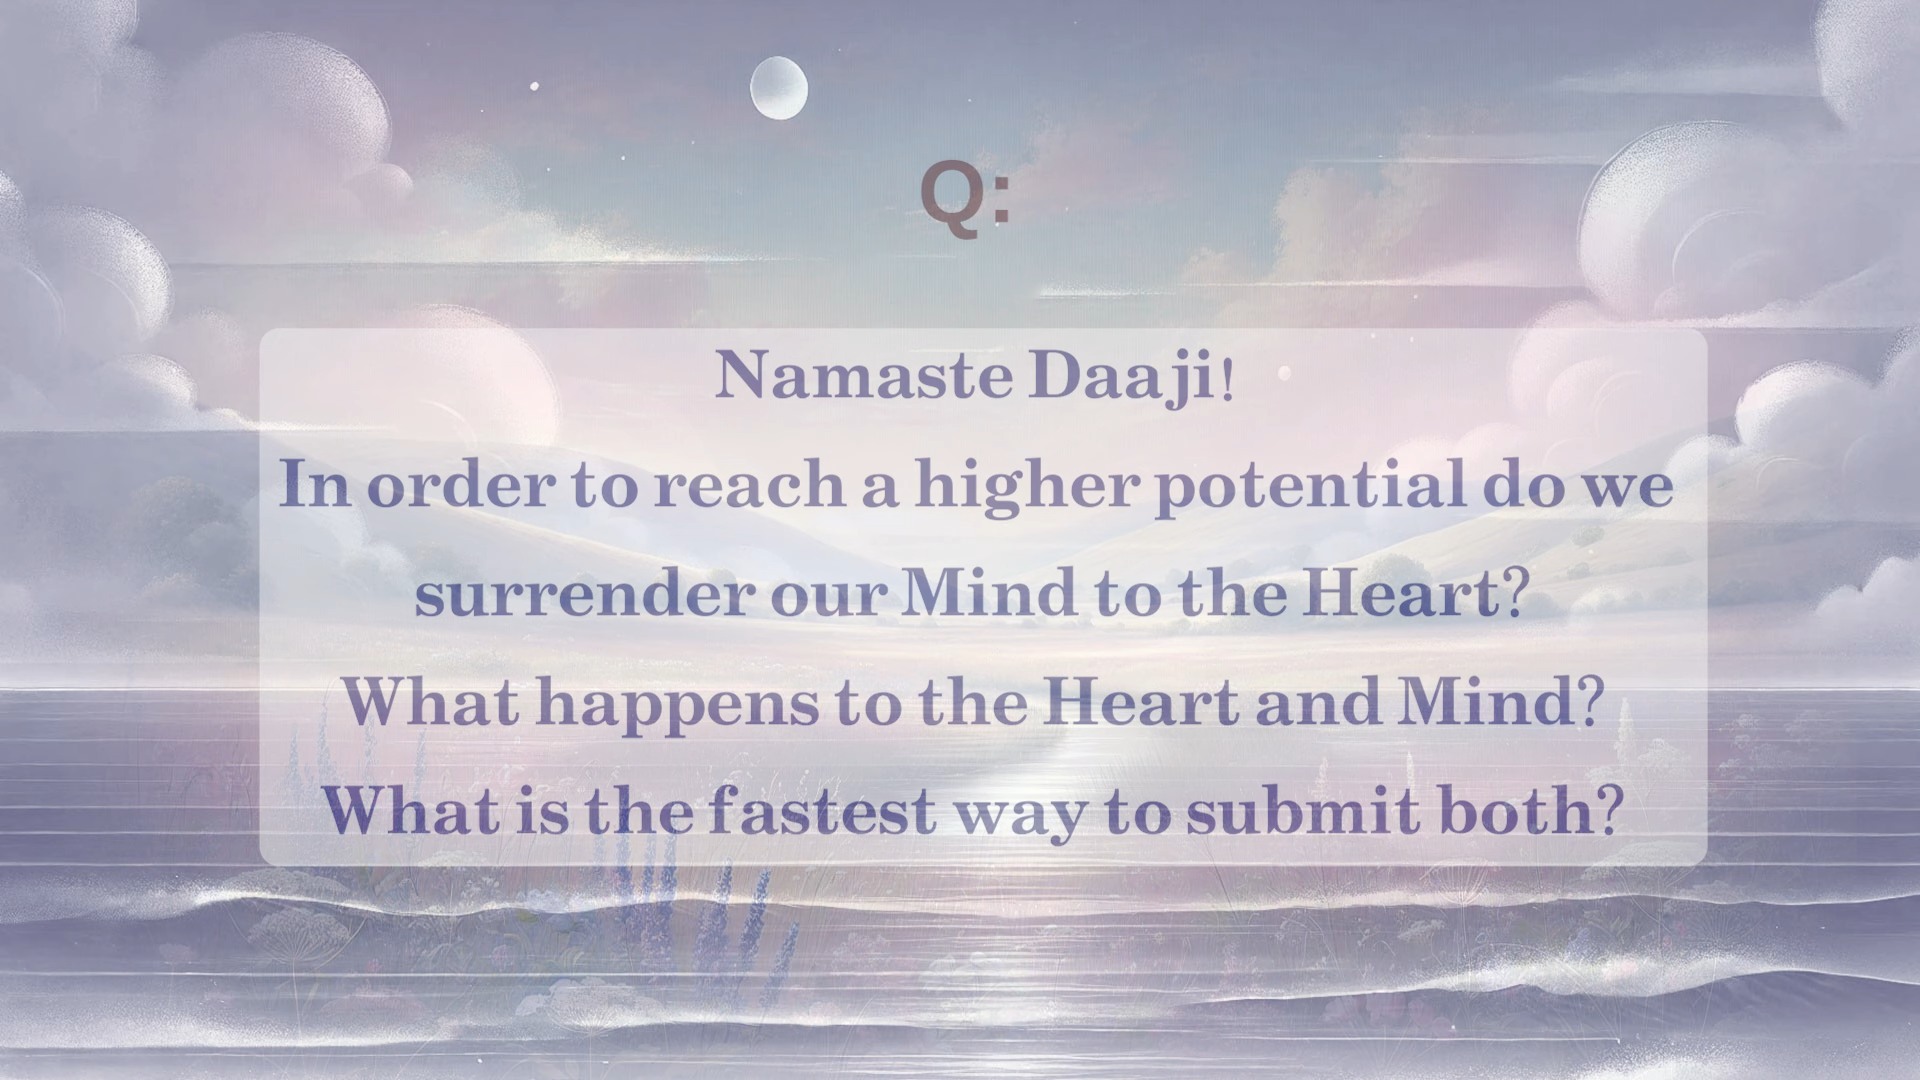 Q:
Namaste Daaji!
In order to reach a higher potential do we
surrender our Mind to the Heart?
What happens to the Heart and Mind?
What is the fastest way to submit both?